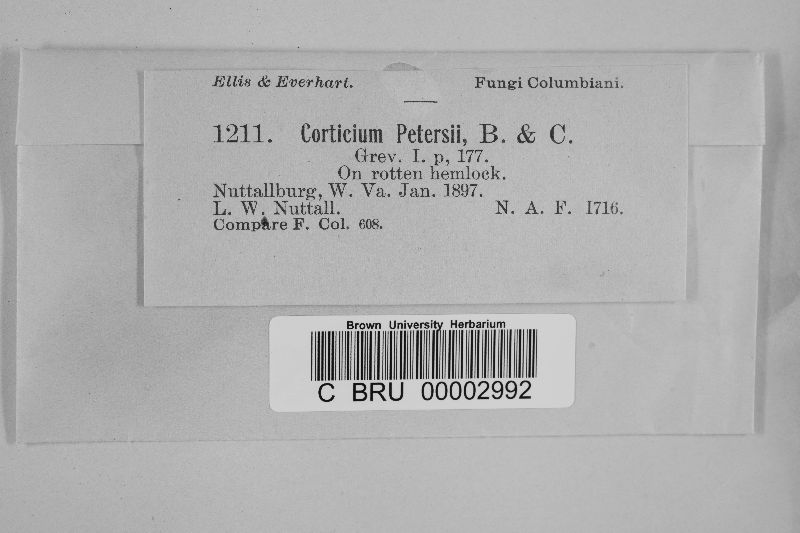 Ellis & Everhart. Fungi Columbiani.
1211. Corticium Petersii, B. & C.
Grev. I. p, 177.
On rotten hemlock.
Nuttallburg, W. Va. Jan. 1897.
L. W. Nuttall. N. A. F. 1716.
Compare F. Col. 608.
Brown University Herbarium
C BRU 00002992